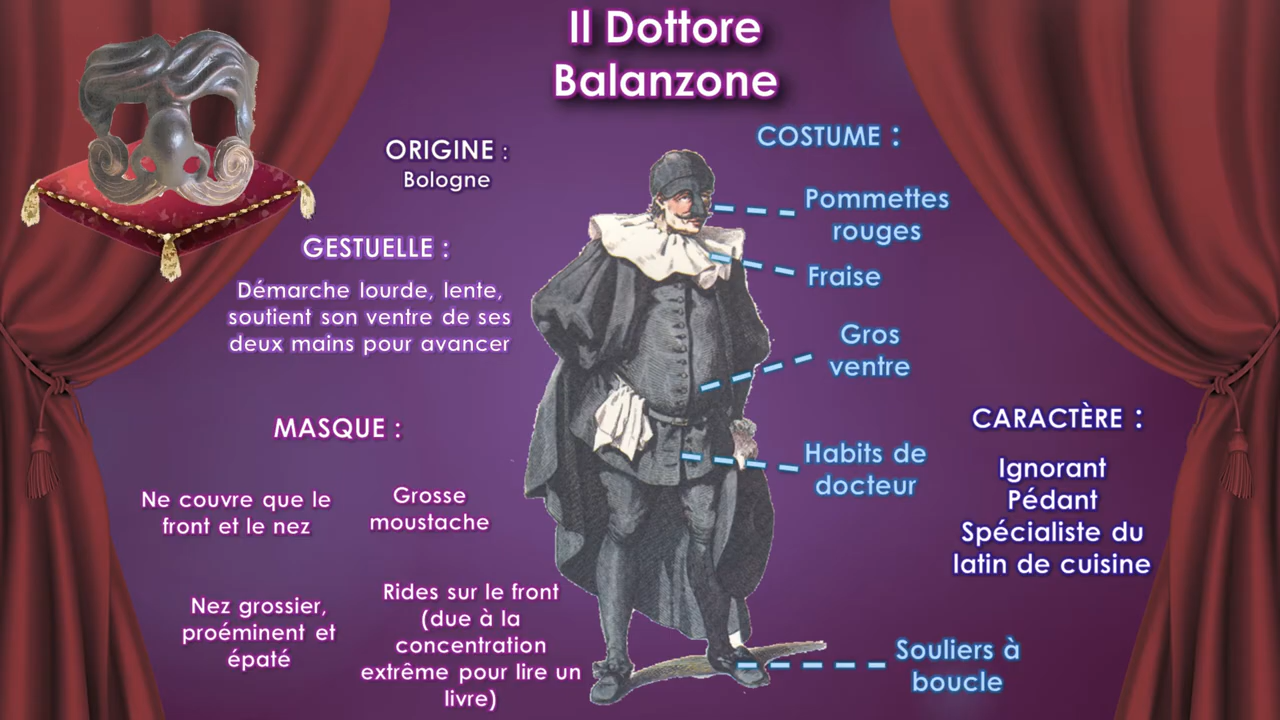 Il Dottore
Balanzone
ORIGINE :
Bologne
GESTUELLE :
Démarche lourde, lente,
soutient son ventre de ses
deux mains pour avancer
MASQUE :
Ne couvre que le
front et le nez
Grosse
moustache
Nez grossier,
proéminent et
épaté
Rides sur le front
(due à la
concentration
extrême pour lire un
livre)
COSTUME :
Pommettes
rouges
Fraise
Gros
ventre
Habits de
docteur
Souliers à
boucle
CARACTÈRE :
Ignorant
Pédant
Spécialiste du
latin de cuisine